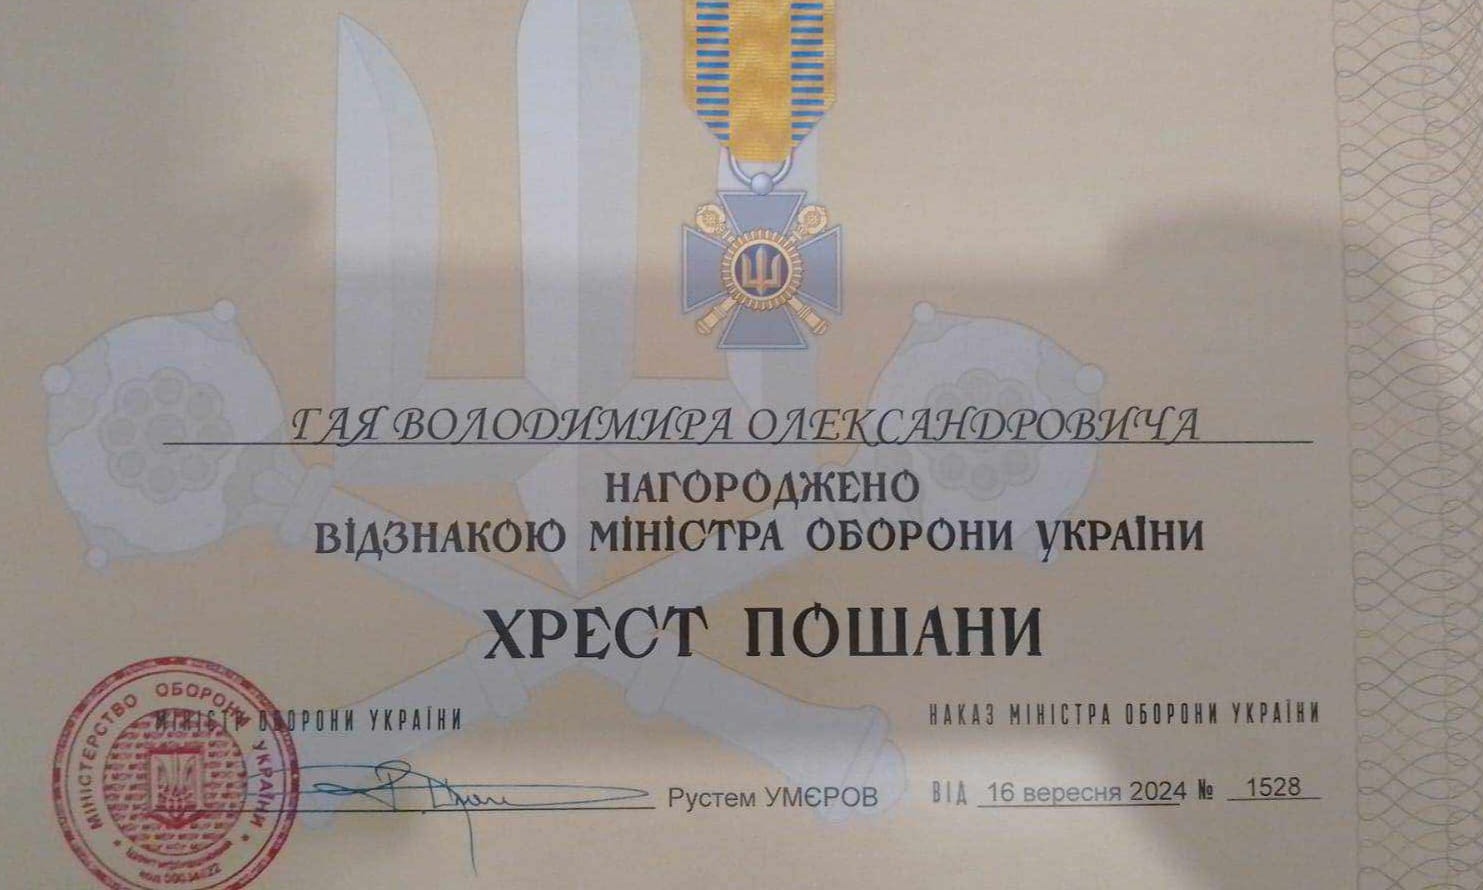 ГАЯ ВОЛОДИМИРА ОЛЕКСАНДРОВИЧА
НАГОРОДЖЕНО
ВІДЗНАКОЮ МІНІСТРА ОБОРОНИ УКРАЇНИ
ХРЕСТ ПОШАНИ
МІНІСТР ОБОРОНИ УКРАЇНИ
НАКАЗ МІНІСТРА ОБОРОНИ УКРАЇНИ
Рустем УМЄРОВ
ВІД 16 вересня 2024 № 1528
МІНІСТЕРСТВО ОБОРОНИ УКРАЇНИ